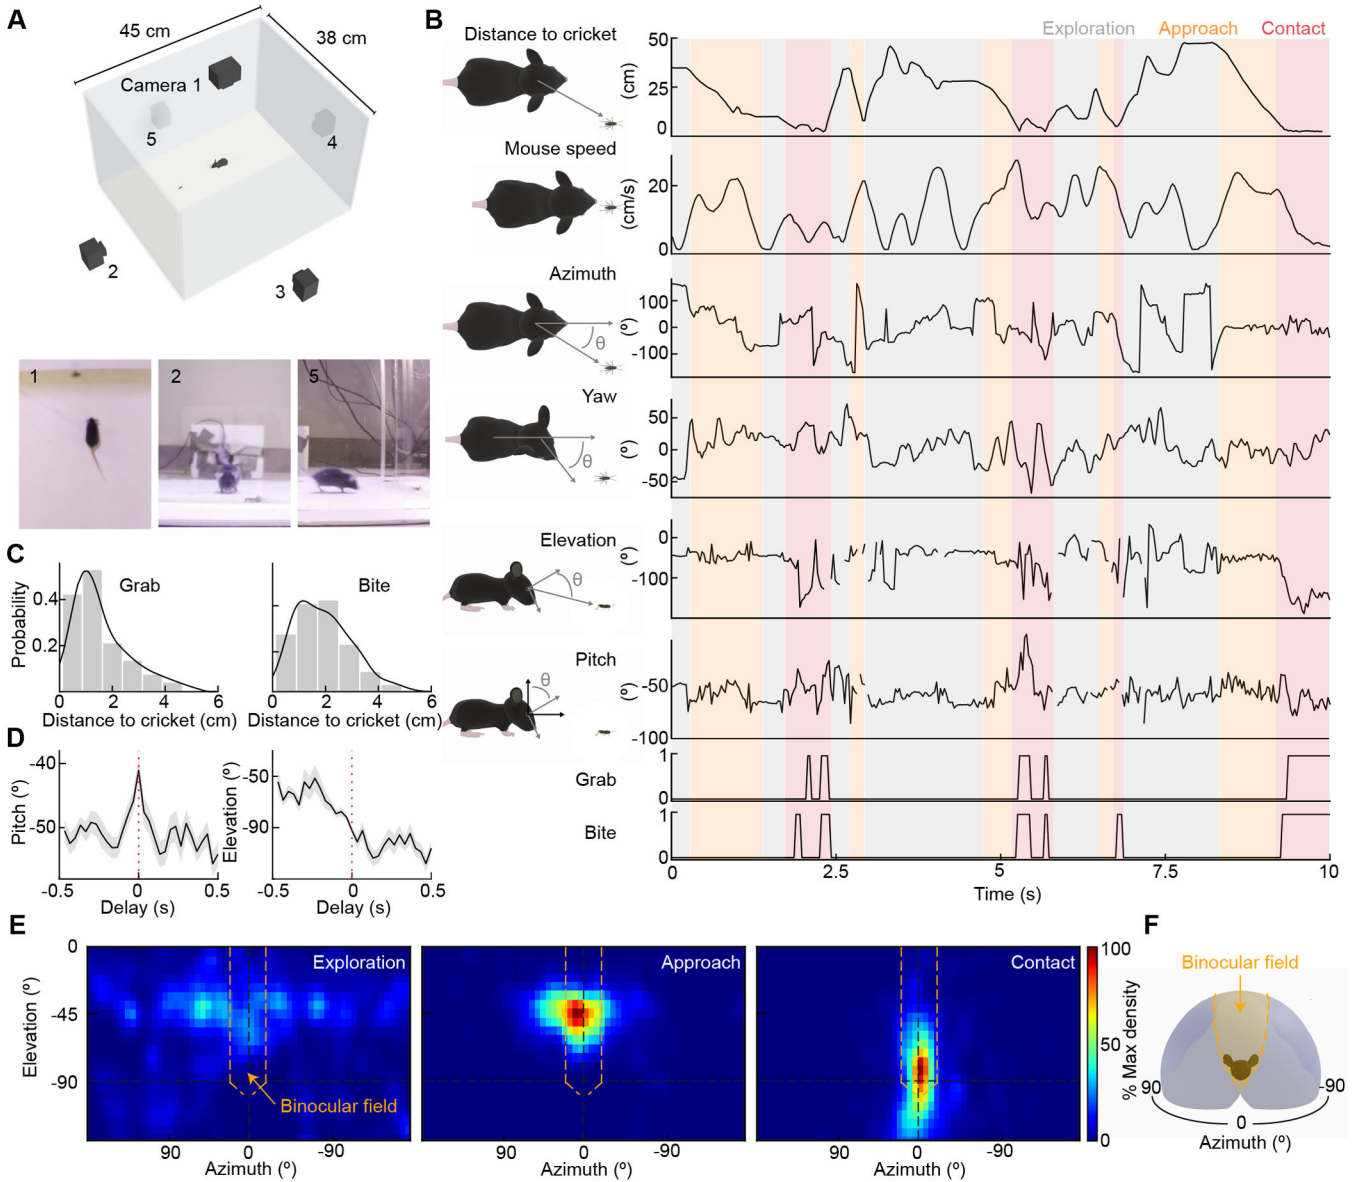 A
45 cm
38 cm
Camera 1
5
4
2
3
1
2
5
B
Exploration
Approach
Contact
Distance to cricket
(cm)
50
25
0
Mouse speed
(cm/s)
20
0
Azimuth
θ
(º)
100
0
-100
Yaw
θ
(º)
50
0
-50
Elevation
θ
(º)
0
-100
Pitch
θ
(º)
-50
-100
Grab
1
0
Bite
1
0
0
2.5
5
7.5
10
Time (s)
C
Probability
0.4
0.2
Grab
0
2
4
6
Distance to cricket (cm)
Bite
0
2
4
6
Distance to cricket (cm)
D
Pitch (º)
-40
-50
-0.5
0
0.5
Delay (s)
Elevation (º)
-50
-90
-0.5
0
0.5
Delay (s)
E
Elevation (º)
0
-45
-90
Exploration
Binocular field
90
0
-90
Azimuth (º)
Approach
Contact
90
0
-90
Azimuth (º)
100
50
0
% Max density
F
Binocular field
90
-90
0
Azimuth (º)